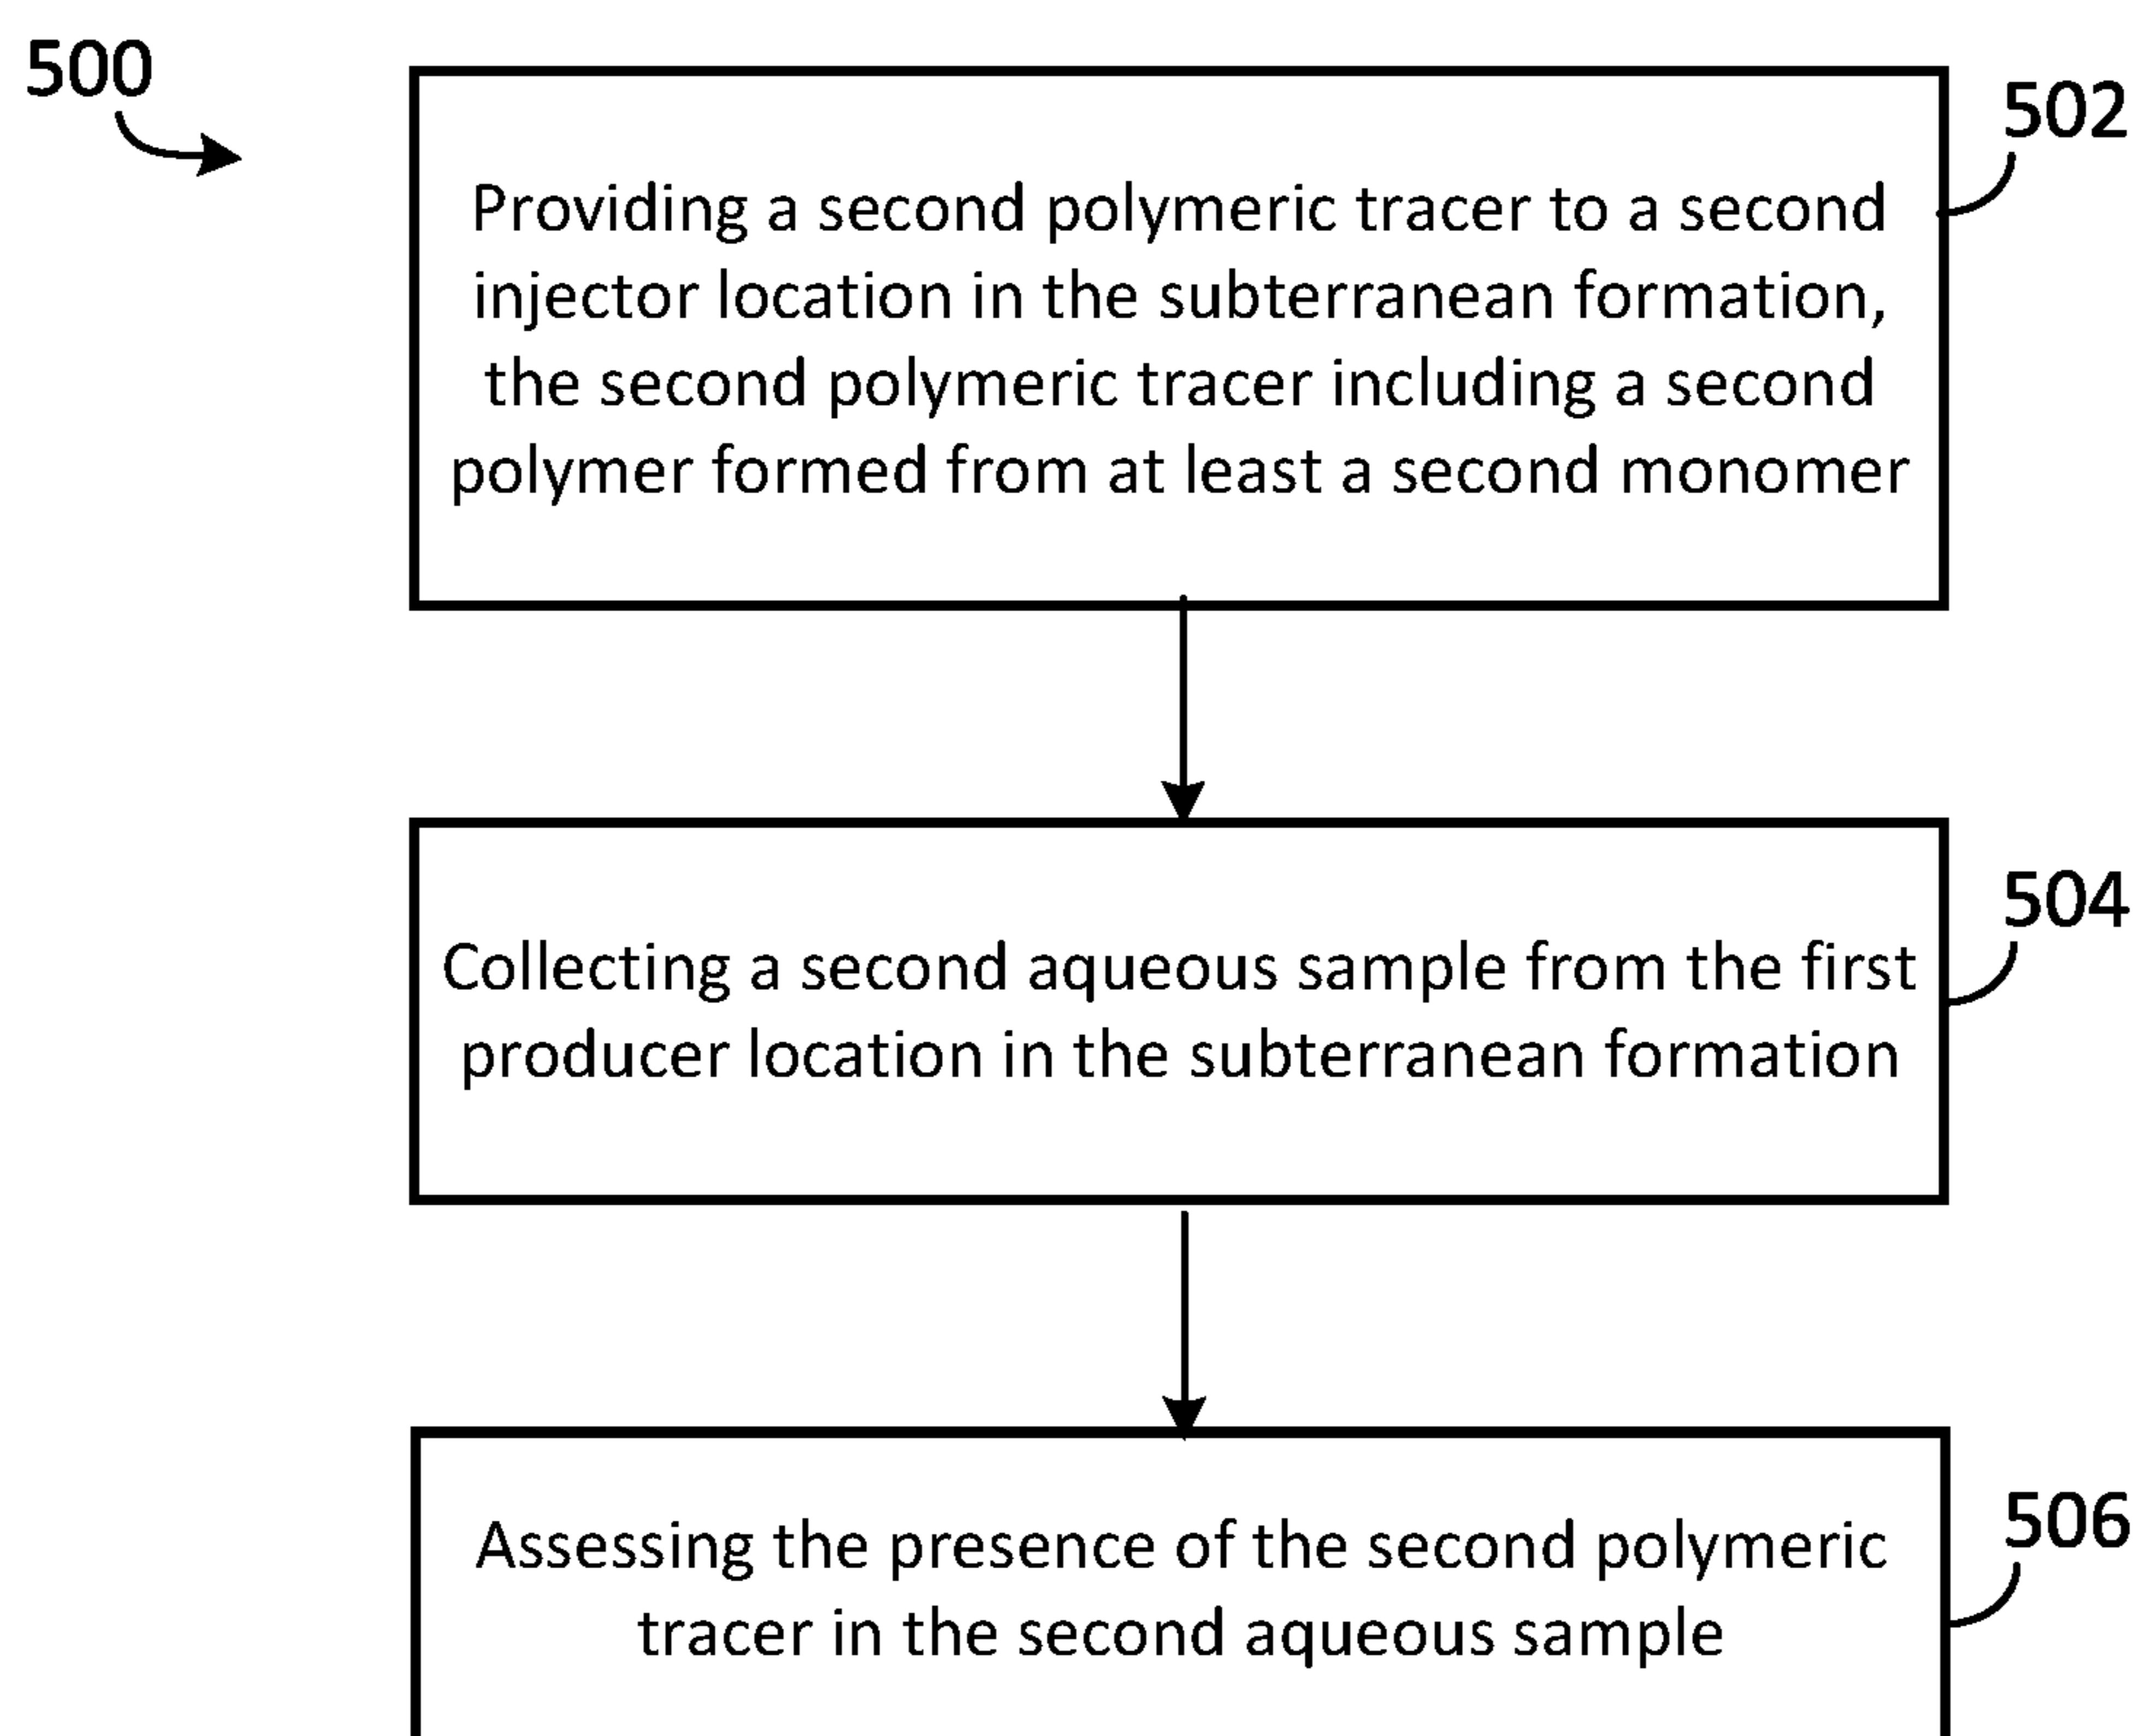 500
502
Providing a second polymeric tracer to a second
injector location in the subterranean formation,
the second polymeric tracer including a second
polymer formed from at least a second monomer
504
Collecting a second aqueous sample from the first
producer location in the subterranean formation
506
Assessing the presence of the second polymeric
tracer in the second aqueous sample